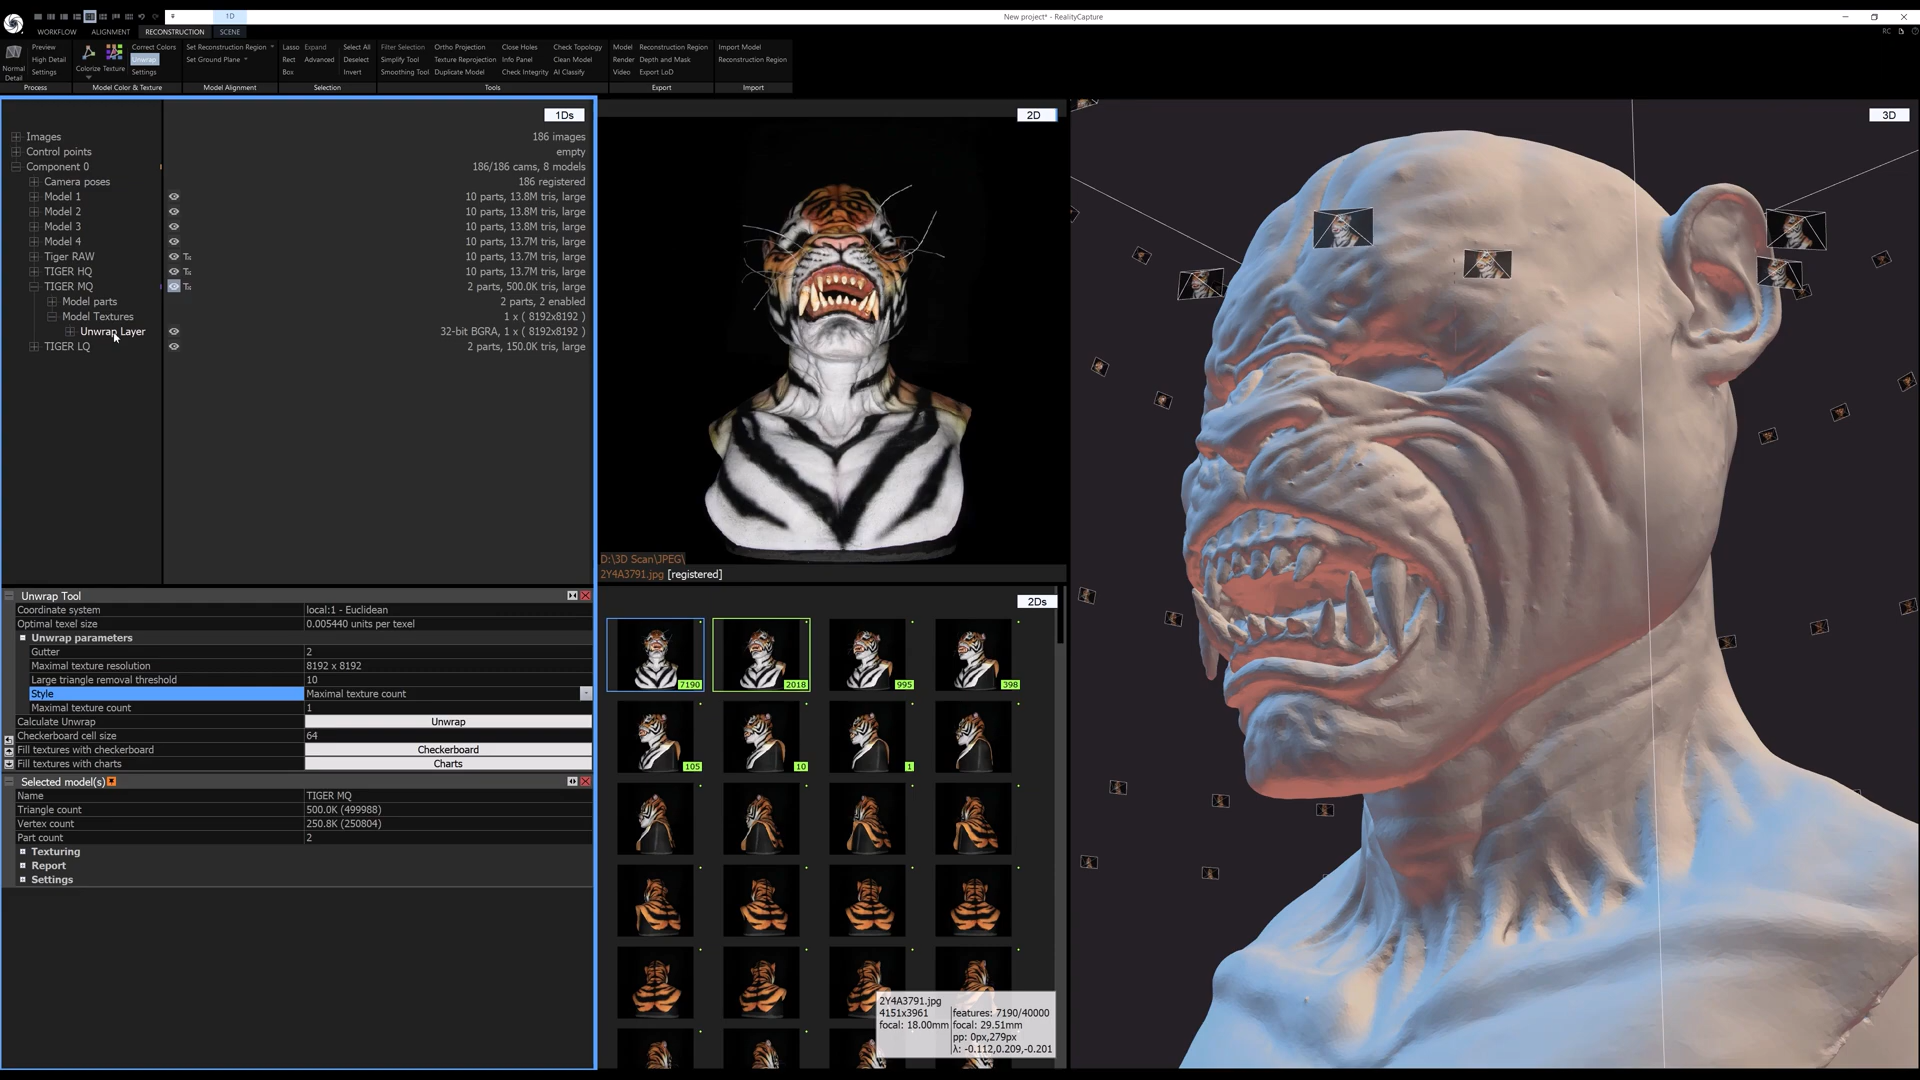 1D
New project* - RealityCapture
WORKFLOW ALIGNMENT RECONSTRUCTION SCENE
RC
Normal Detail
Preview
High Detail
Settings
Process
Colorize Texture
Correct Colors
Unwrap
Settings
Model Color & Texture
Set Reconstruction Region
Set Ground Plane
Model Alignment
Lasso Expand Select All
Rect Advanced Deselect
Box Invert
Selection
Filter Selection Ortho Projection Close Holes Check Topology
Simplify Tool Texture Reprojection Info Panel Clean Model
Smoothing Tool Duplicate Model Check Integrity AI Classify
Tools
Model Reconstruction Region
Render Depth and Mask
Video Export LoD
Export
Import Model
Reconstruction Region
Import
1Ds
Images 186 images
Control points empty
Component 0 186/186 cams, 8 models
Camera poses 186 registered
Model 1 10 parts, 13.8M tris, large
Model 2 10 parts, 13.8M tris, large
Model 3 10 parts, 13.8M tris, large
Model 4 10 parts, 13.7M tris, large
Tiger RAW Tx 10 parts, 13.7M tris, large
TIGER HQ Tx 10 parts, 13.7M tris, large
TIGER MQ Tx 2 parts, 500.0K tris, large
Model parts 2 parts, 2 enabled
Model Textures 1 x ( 8192x8192 )
Unwrap Layer 32-bit BGRA, 1 x ( 8192x8192 )
TIGER LQ 2 parts, 150.0K tris, large
Unwrap Tool
Coordinate system local:1 - Euclidean
Optimal texel size 0.005440 units per texel
Unwrap parameters
Gutter 2
Maximal texture resolution 8192 x 8192
Large triangle removal threshold 10
Style Maximal texture count
Maximal texture count 1
Calculate Unwrap Unwrap
Checkerboard cell size 64
Fill textures with checkerboard Checkerboard
Fill textures with charts Charts
Selected model(s)
Name TIGER MQ
Triangle count 500.0K (499988)
Vertex count 250.8K (250804)
Part count 2
Texturing
Report
Settings
2D
D:\3D Scan\JPEG\
2Y4A3791.jpg [registered]
2Ds
7190 2018 995 398
105 10 1
2Y4A3791.jpg
4151x3961 features: 7190/40000
focal: 18.00mm focal: 29.51mm
pp: 0px,279px
λ: -0.112,0.209,-0.201
3D